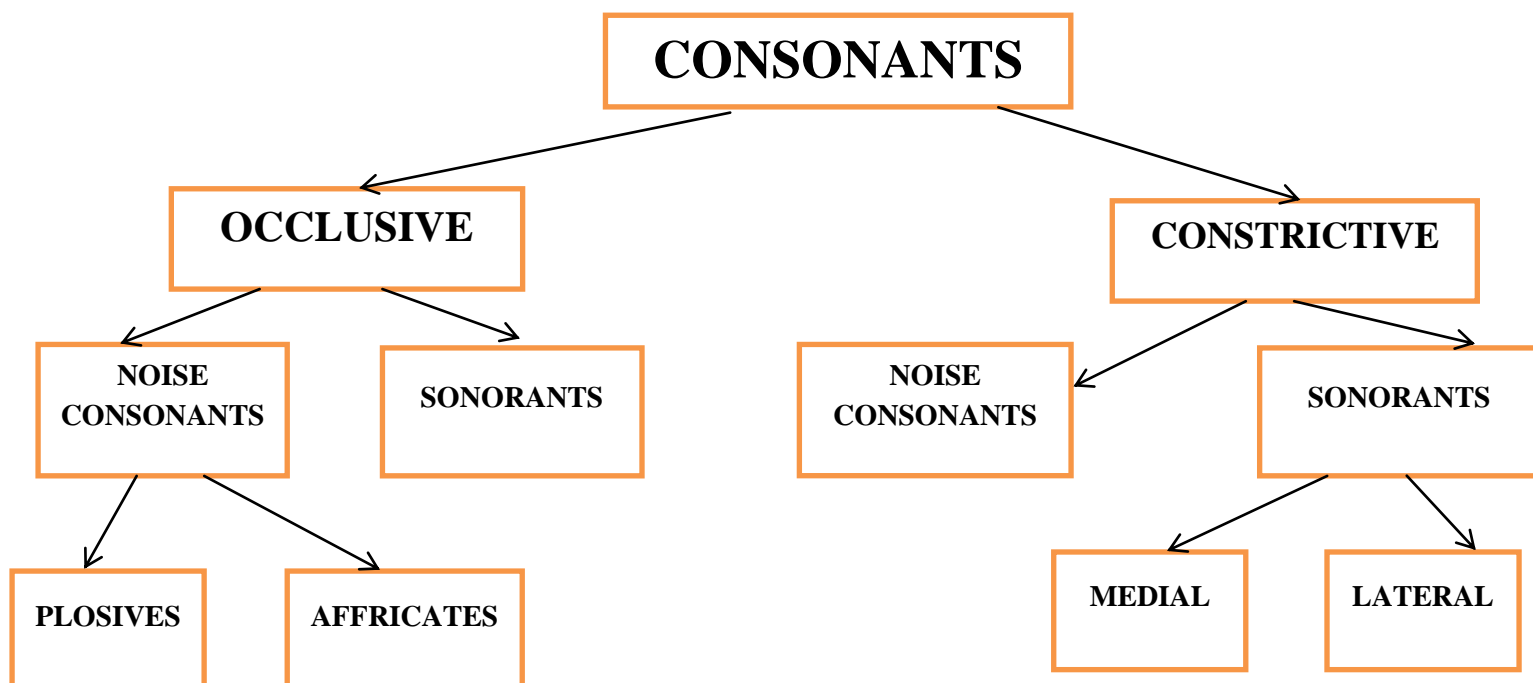 CONSONANTS
OCCLUSIVE
CONSTRICTIVE
NOISE
CONSONANTS
SONORANTS
NOISE
CONSONANTS
SONORANTS
PLOSIVES
AFFRICATES
MEDIAL
LATERAL